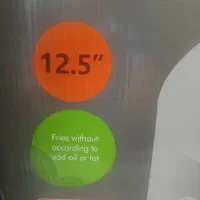 12.5"
Fries without
according to
add oil or fat